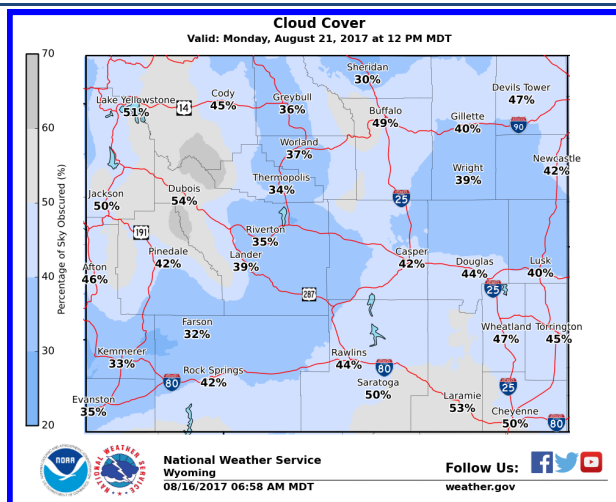 Cloud Cover
Valid: Monday, August 21, 2017 at 12 PM MDT
Percentage of Sky Obscured (%)
70
60
50
40
30
20
Sheridan
30%
Lake Yellowstone
51%
14
Cody
45%
Greybull
36%
Buffalo
49%
Devils Tower
47%
Gillette
40%
90
Worland
37%
Newcastle
42%
Wright
39%
Thermopolis
34%
Jackson
50%
Dubois
54%
25
191
Riverton
35%
Pinedale
42%
Lander
39%
Casper
42%
Douglas
44%
Lusk
40%
Afton
46%
287
25
Farson
32%
Wheatland
47%
Torrington
45%
Kemmerer
33%
Rawlins
44%
80
Rock Springs
42%
80
Saratoga
50%
25
Evanston
35%
Laramie
53%
Cheyenne
50%
80
NOAA
NATIONAL WEATHER SERVICE
National Weather Service
Wyoming
08/16/2017 06:58 AM MDT
Follow Us:
weather.gov